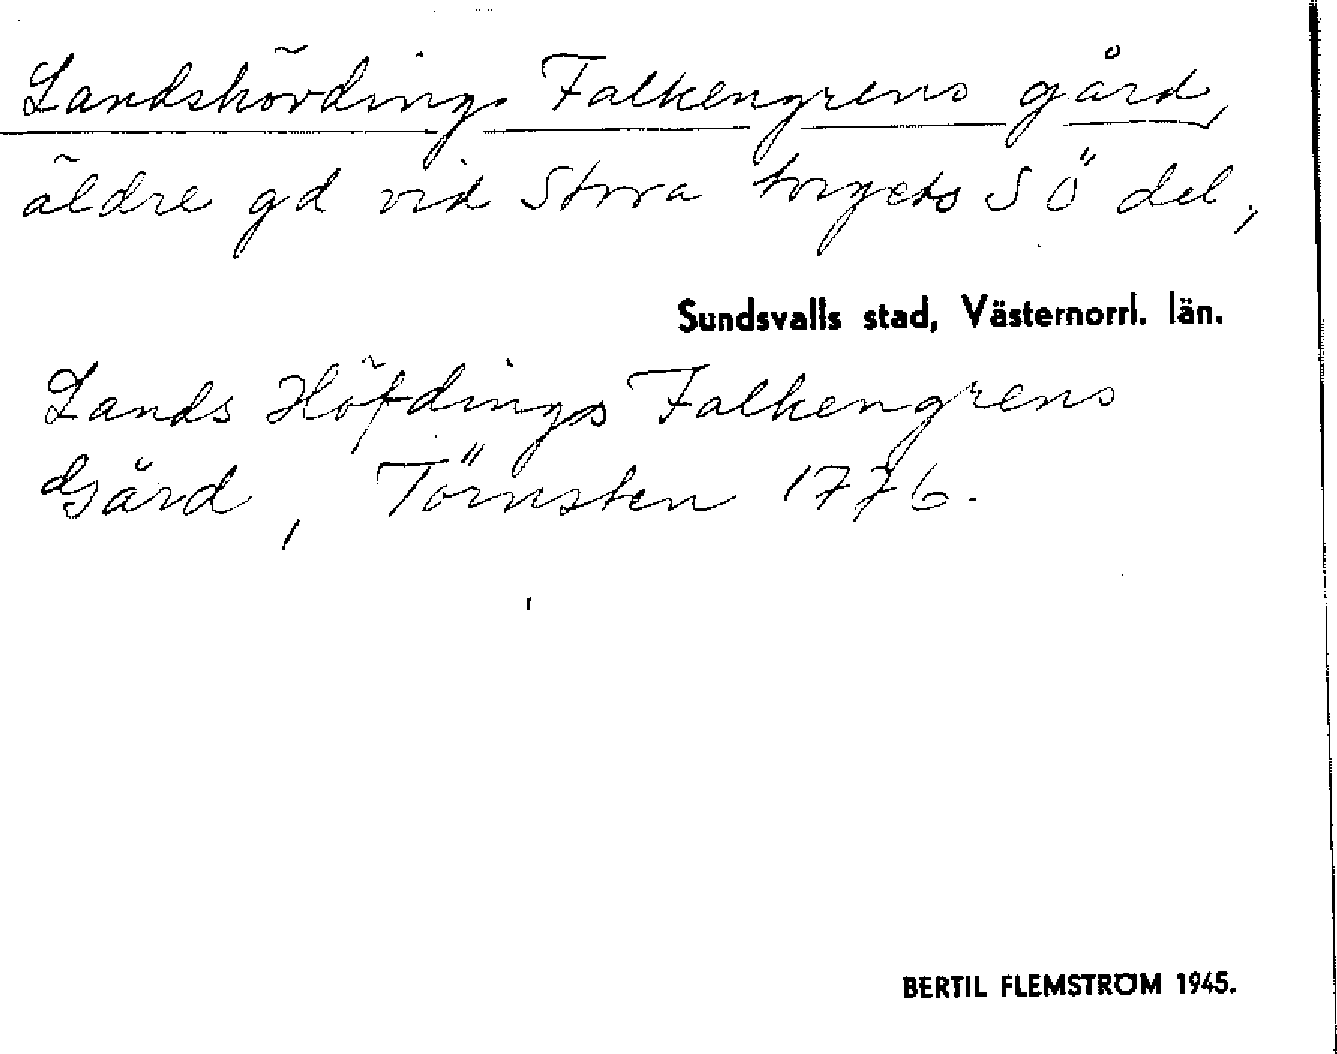 Landshövdings Falkengrens gård,
äldre gd vid Stora torgets SÖ del,
Sundsvalls stad, Västernorrl. län.
Lands Höfdings Falkengrens
Gård, Törnsten 1776.
BERTIL FLEMSTRÖM 1945.